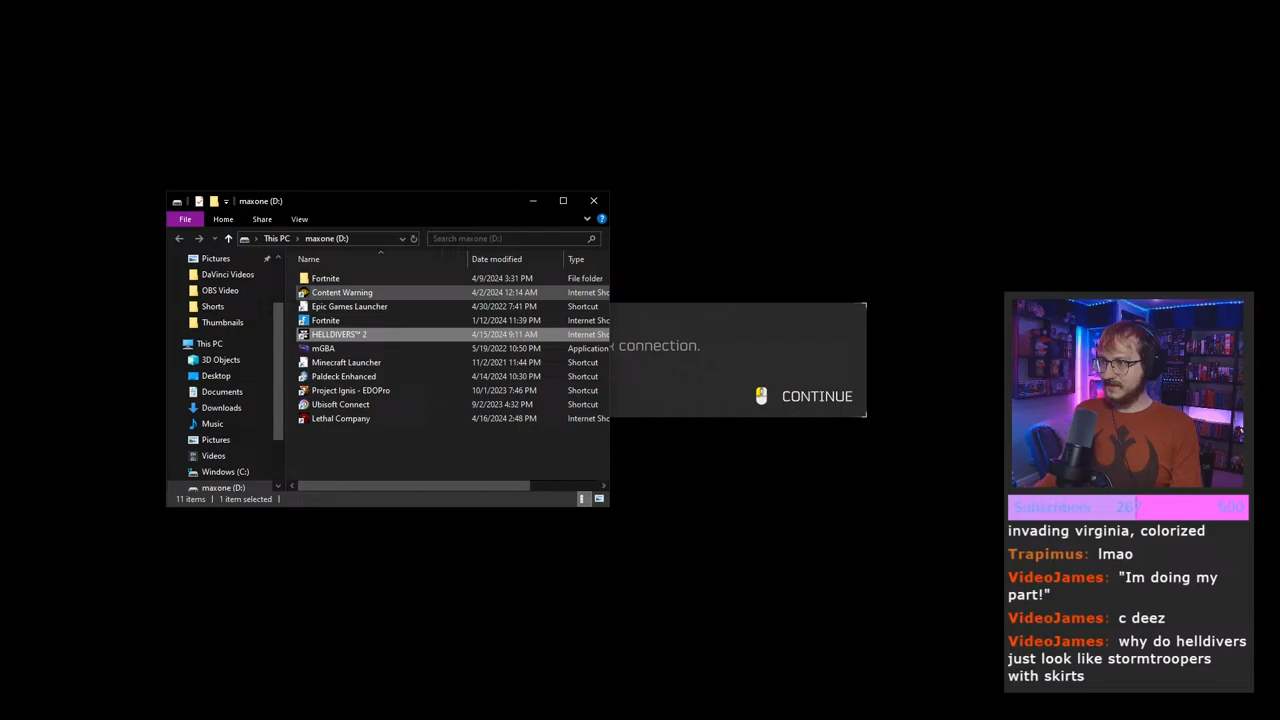 maxone (D:)
File Home Share View
This PC maxone (D:) Search maxone (D:)
Name Date modified Type
Pictures
DaVinci Videos
OBS Video
Shorts
Thumbnails
This PC
3D Objects
Desktop
Documents
Downloads
Music
Pictures
Videos
Windows (C:)
maxone (D:)
Fortnite 4/9/2024 3:31 PM File folder
Content Warning 4/2/2024 12:14 AM Internet Sho
Epic Games Launcher 4/30/2022 7:41 PM Shortcut
Fortnite 1/12/2024 11:39 PM Internet Sho
HELLDIVERS™ 2 4/15/2024 9:11 AM Internet Sho
mGBA 5/19/2022 10:50 PM Application
Minecraft Launcher 11/2/2021 11:44 PM Shortcut
Paldeck Enhanced 4/14/2024 10:30 PM Shortcut
Project Ignis - EDOPro 10/1/2023 7:46 PM Shortcut
Ubisoft Connect 9/2/2023 4:32 PM Shortcut
Lethal Company 4/16/2024 2:48 PM Internet Sho
11 items 1 item selected
connection.
CONTINUE
Subscribers 267 500
invading virginia, colorized
Trapimus: lmao
VideoJames: "Im doing my
part!"
VideoJames: c deez
VideoJames: why do helldivers
just look like stormtroopers
with skirts